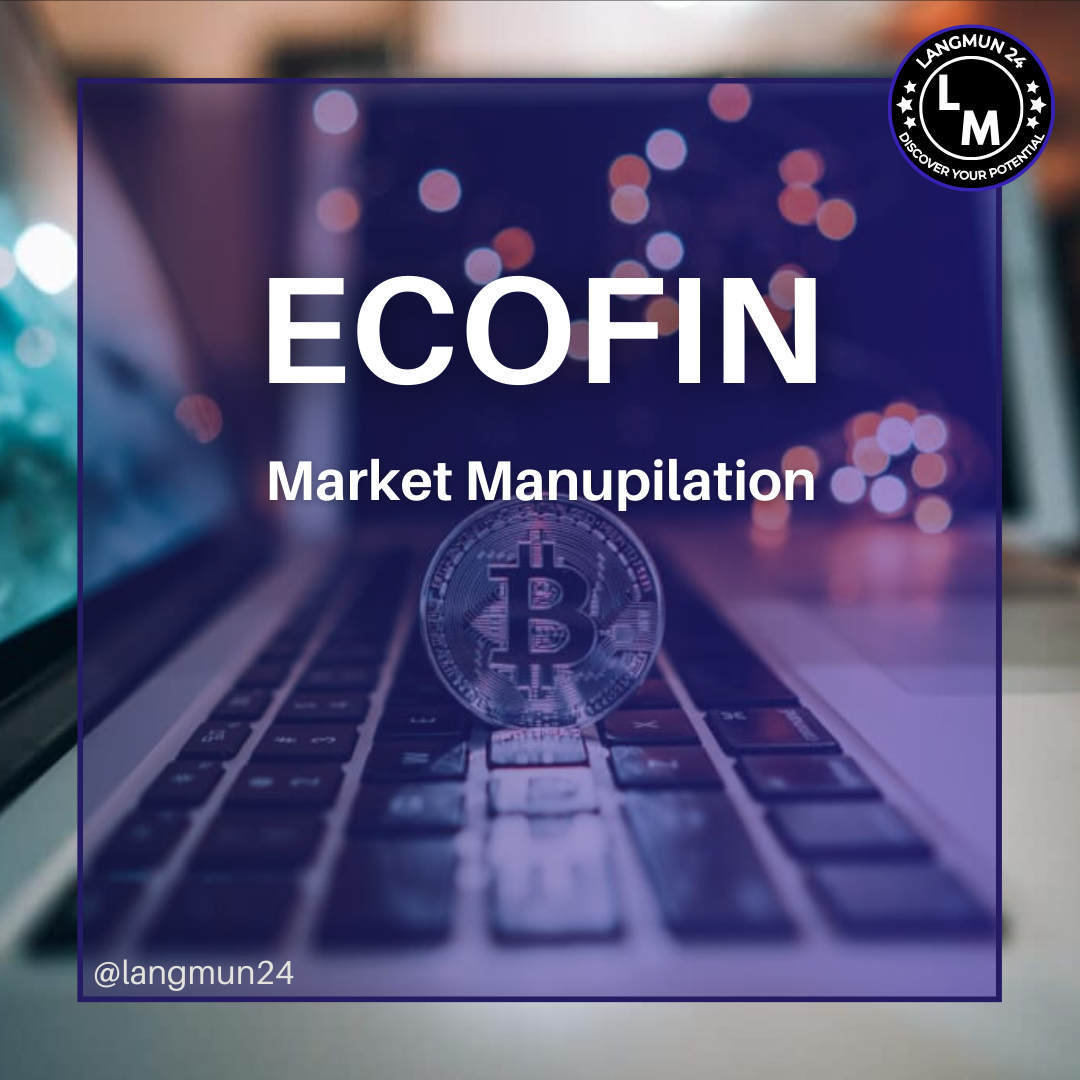 LANGMUN 24
L
M
DISCOVER YOUR POTENTIAL
ECOFIN
Market Manupilation
@langmun24